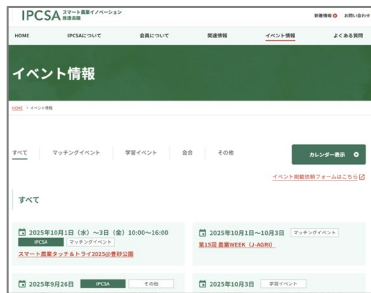 IPCSA スマート農業イノベーション
推進会議
新着情報 お問い合わせ
HOME IPCSAについて 会員について 関連情報 イベント情報 よくある質問
イベント情報
HOME > イベント情報
すべて マッチングイベント 学習イベント 会合 その他 カレンダー表示
イベント掲載依頼フォームはこちら
すべて
2025年10月1日（水）～3日（金）10:00～16:00
IPCSA マッチングイベント
スマート農業タッチ＆トライ2025@豊砂公園
2025年10月1日～10月3日 マッチングイベント
第15回 農業WEEK（J-AGRI）
2025年9月26日 IPCSA その他
2025年10月3日 学習イベント